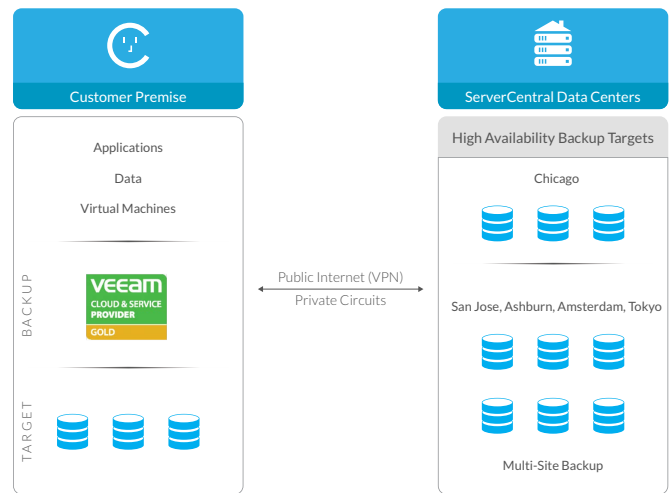 Customer Premise
Applications
Data
Virtual Machines
BACKUP
veeam
CLOUD & SERVICE
PROVIDER
GOLD
TARGET
Public Internet (VPN)
Private Circuits
ServerCentral Data Centers
High Availability Backup Targets
Chicago
San Jose, Ashburn, Amsterdam, Tokyo
Multi-Site Backup